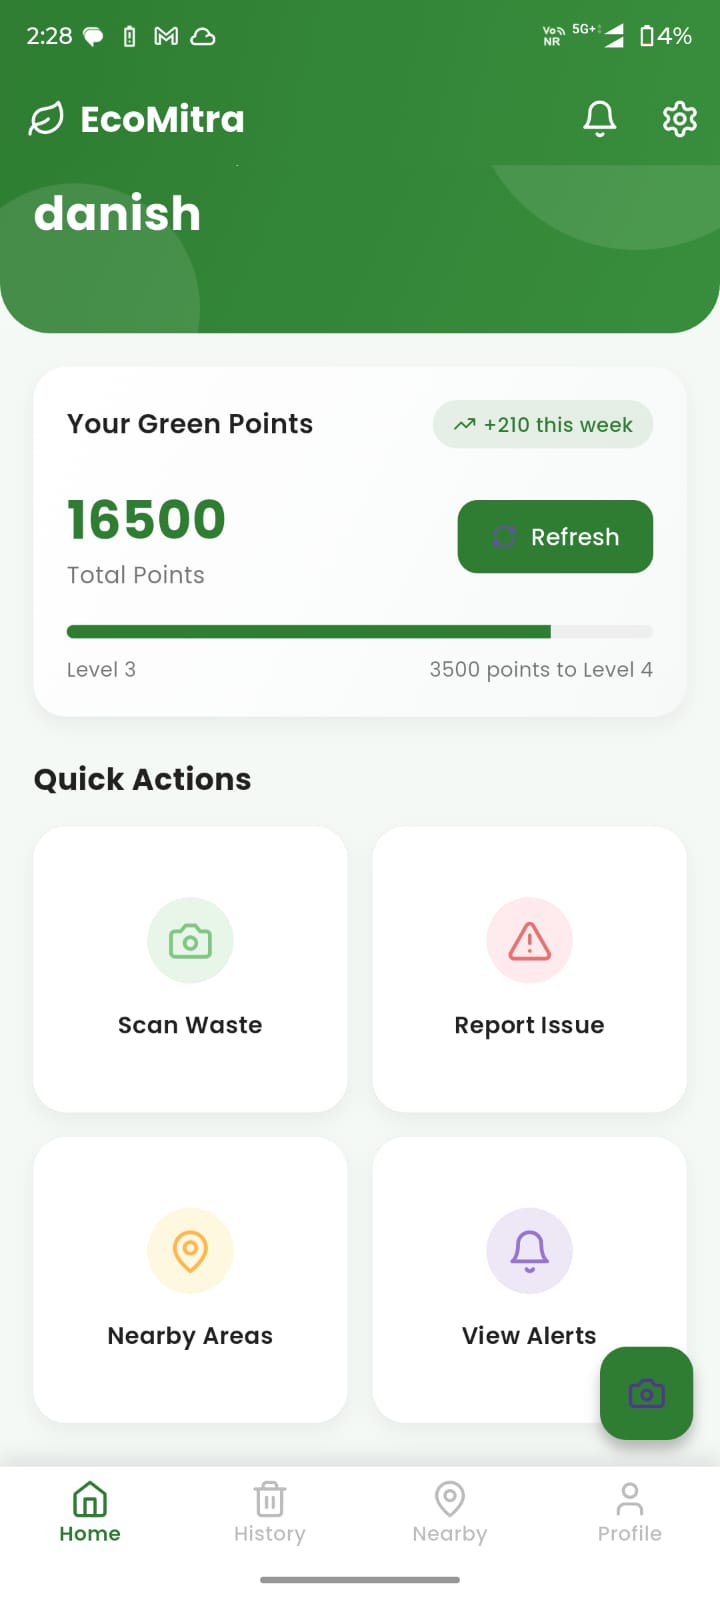 2:28
Vo NR 5G+ 4%
EcoMitra
danish
Your Green Points
+210 this week
16500
Refresh
Total Points
Level 3
3500 points to Level 4
Quick Actions
Scan Waste
Report Issue
Nearby Areas
View Alerts
Home
History
Nearby
Profile